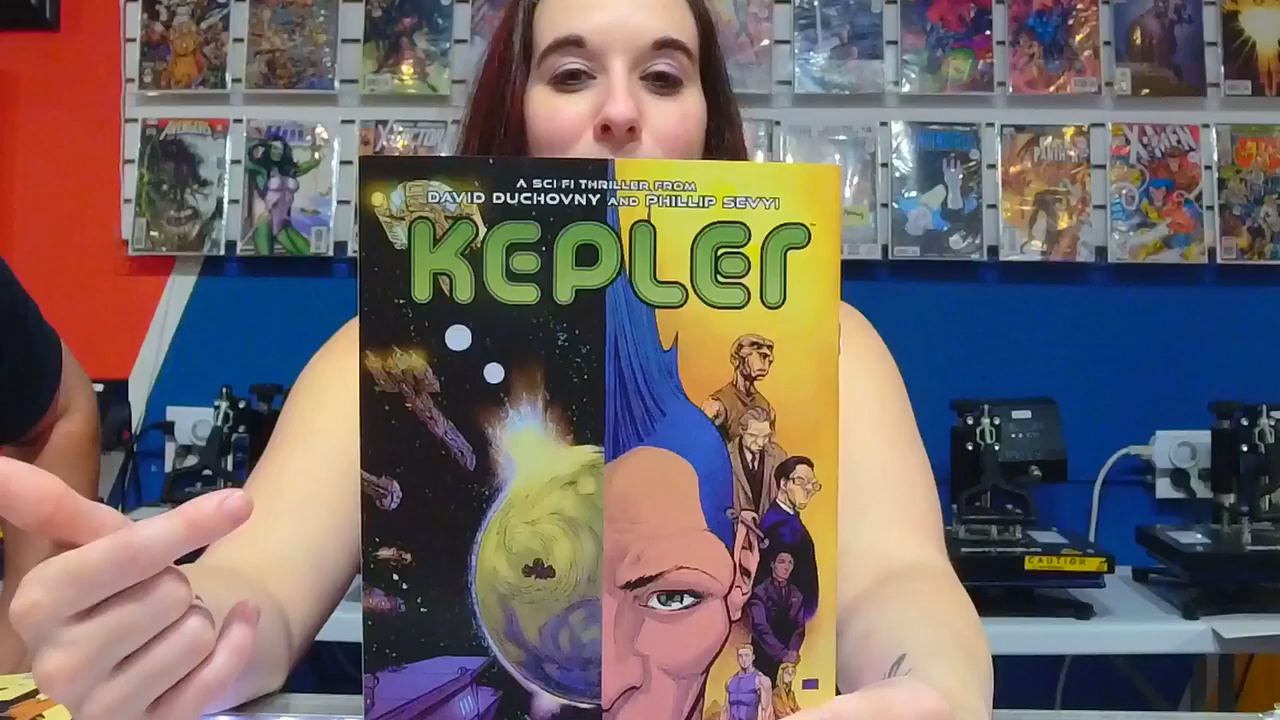 A SCI FI THRILLER FROM
DAVID DUCHOVNY AND PHILLIP SEVYI
KEPLER
X-MEN
CAUTION